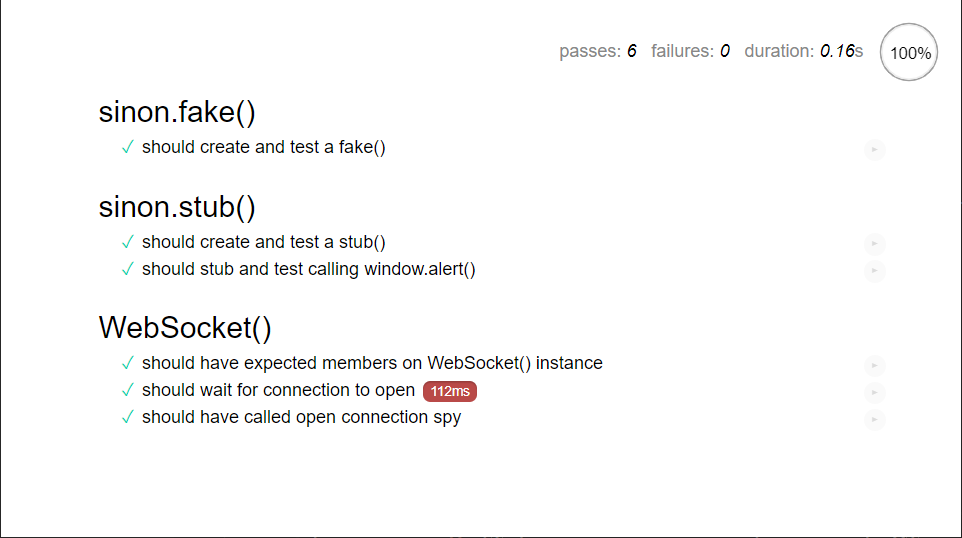 passes: 6 failures: 0 duration: 0.16s 100%
sinon.fake()
✓ should create and test a fake()
sinon.stub()
✓ should create and test a stub()
✓ should stub and test calling window.alert()
WebSocket()
✓ should have expected members on WebSocket() instance
✓ should wait for connection to open 112ms
✓ should have called open connection spy